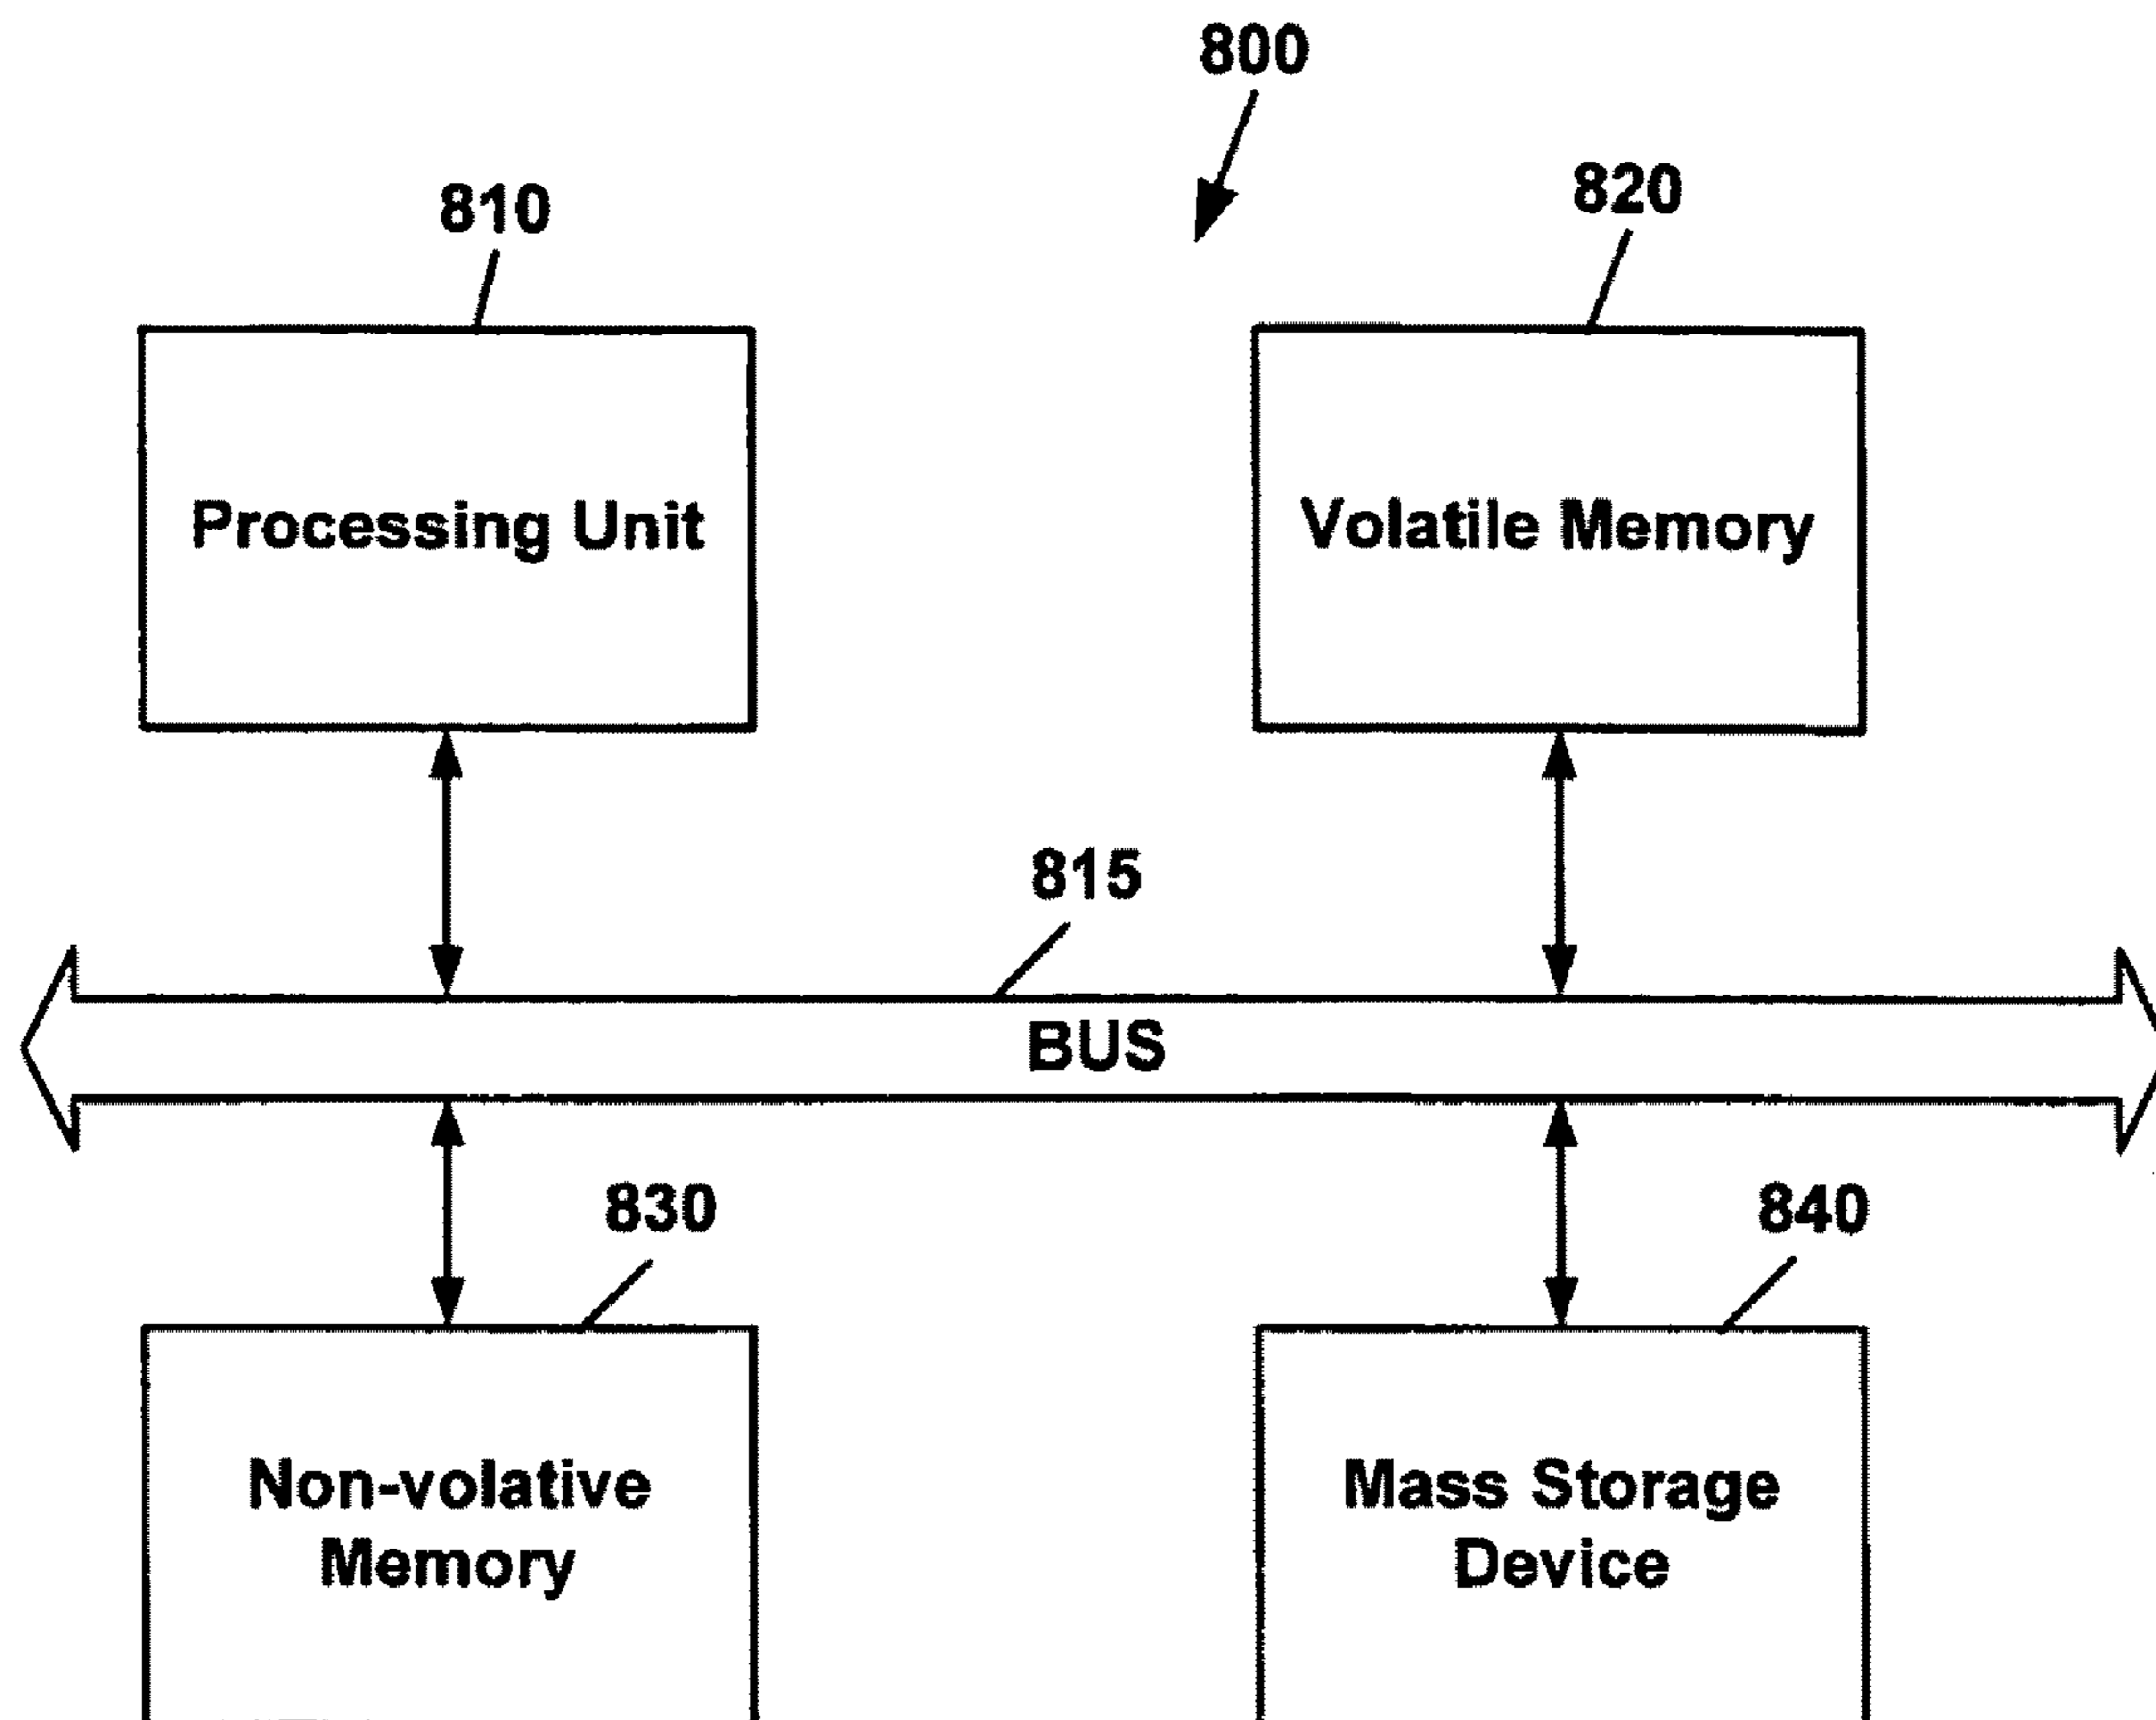 800
810
820
Processing Unit
Volatile Memory
815
BUS
830
840
Non-volative
Memory
Mass Storage
Device